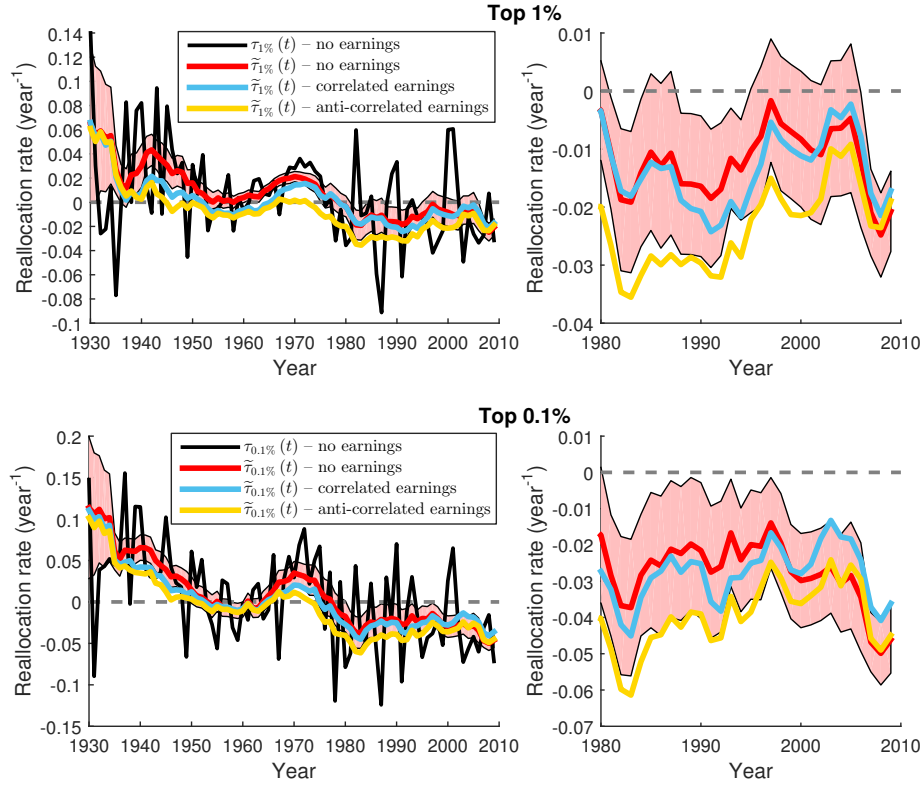 Top 1%
τ1% (t) – no earnings
τ̃1% (t) – no earnings
τ̃1% (t) – correlated earnings
τ̃1% (t) – anti-correlated earnings
Reallocation rate (year⁻¹)
0.14
0.12
0.1
0.08
0.06
0.04
0.02
0
-0.02
-0.04
-0.06
-0.08
-0.1
1930 1940 1950 1960 1970 1980 1990 2000 2010
Year
Reallocation rate (year⁻¹)
0.01
0
-0.01
-0.02
-0.03
-0.04
1980 1990 2000 2010
Year
Top 0.1%
τ0.1% (t) – no earnings
τ̃0.1% (t) – no earnings
τ̃0.1% (t) – correlated earnings
τ̃0.1% (t) – anti-correlated earnings
Reallocation rate (year⁻¹)
0.2
0.15
0.1
0.05
0
-0.05
-0.1
-0.15
1930 1940 1950 1960 1970 1980 1990 2000 2010
Year
Reallocation rate (year⁻¹)
0.01
0
-0.01
-0.02
-0.03
-0.04
-0.05
-0.06
-0.07
1980 1990 2000 2010
Year